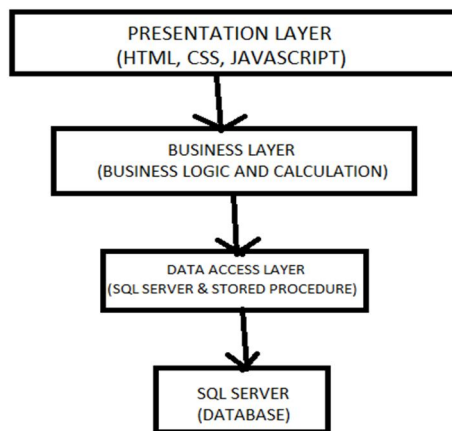 PRESENTATION LAYER
(HTML, CSS, JAVASCRIPT)
BUSINESS LAYER
(BUSINESS LOGIC AND CALCULATION)
DATA ACCESS LAYER
(SQL SERVER & STORED PROCEDURE)
SQL SERVER
(DATABASE)